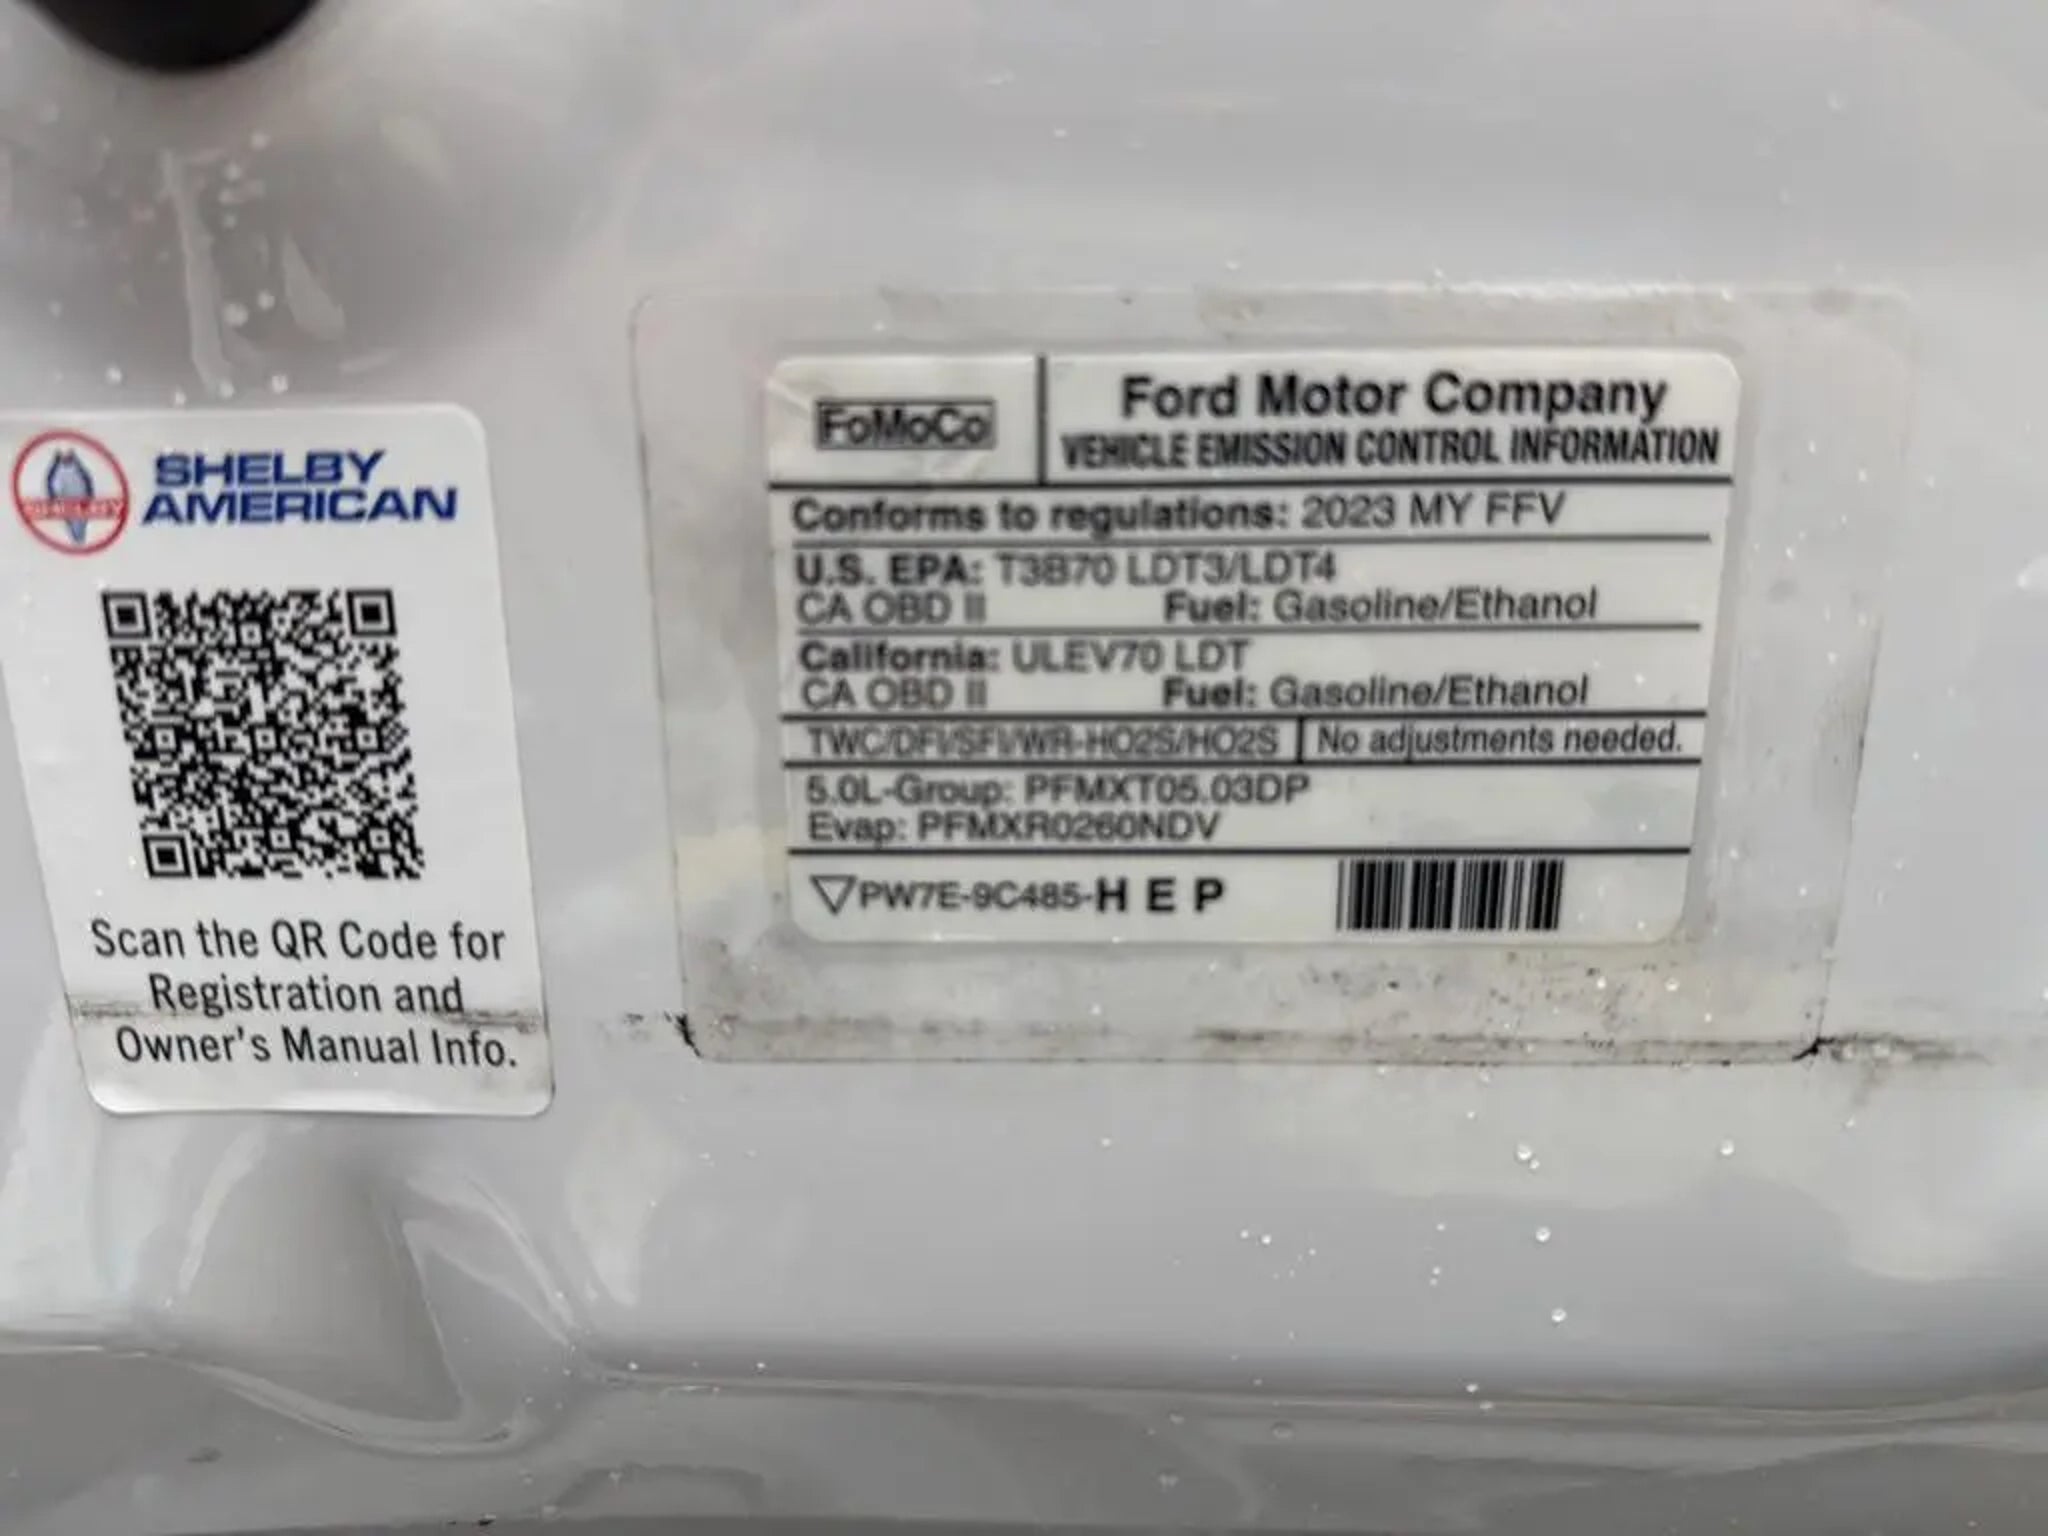 SHELBY
SHELBY
AMERICAN
Scan the QR Code for
Registration and
Owner's Manual Info.
FoMoCo
Ford Motor Company
VEHICLE EMISSION CONTROL INFORMATION
Conforms to regulations: 2023 MY FFV
U.S. EPA: T3B70 LDT3/LDT4
CA OBD II Fuel: Gasoline/Ethanol
California: ULEV70 LDT
CA OBD II Fuel: Gasoline/Ethanol
TWC/DFI/SFI/WR-HO2S/HO2S No adjustments needed.
5.0L-Group: PFMXT05.03DP
Evap: PFMXR0260NDV
PW7E-9C485-H E P